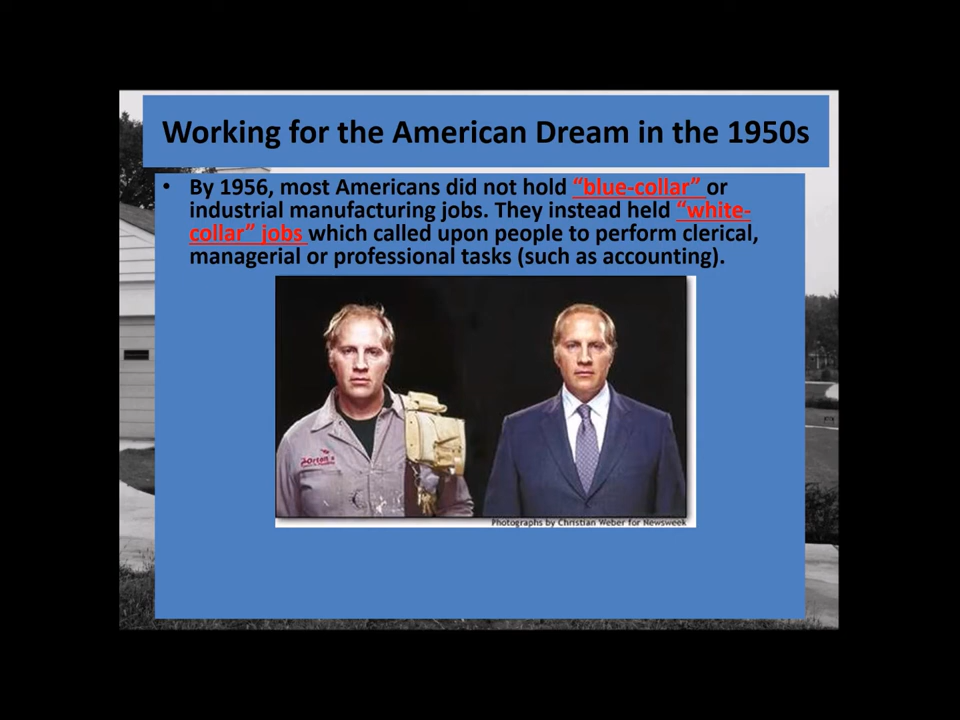 Working for the American Dream in the 1950s
• By 1956, most Americans did not hold “blue-collar” or
industrial manufacturing jobs. They instead held “white-
collar” jobs which called upon people to perform clerical,
managerial or professional tasks (such as accounting).
Photographs by Christian Weber for Newsweek